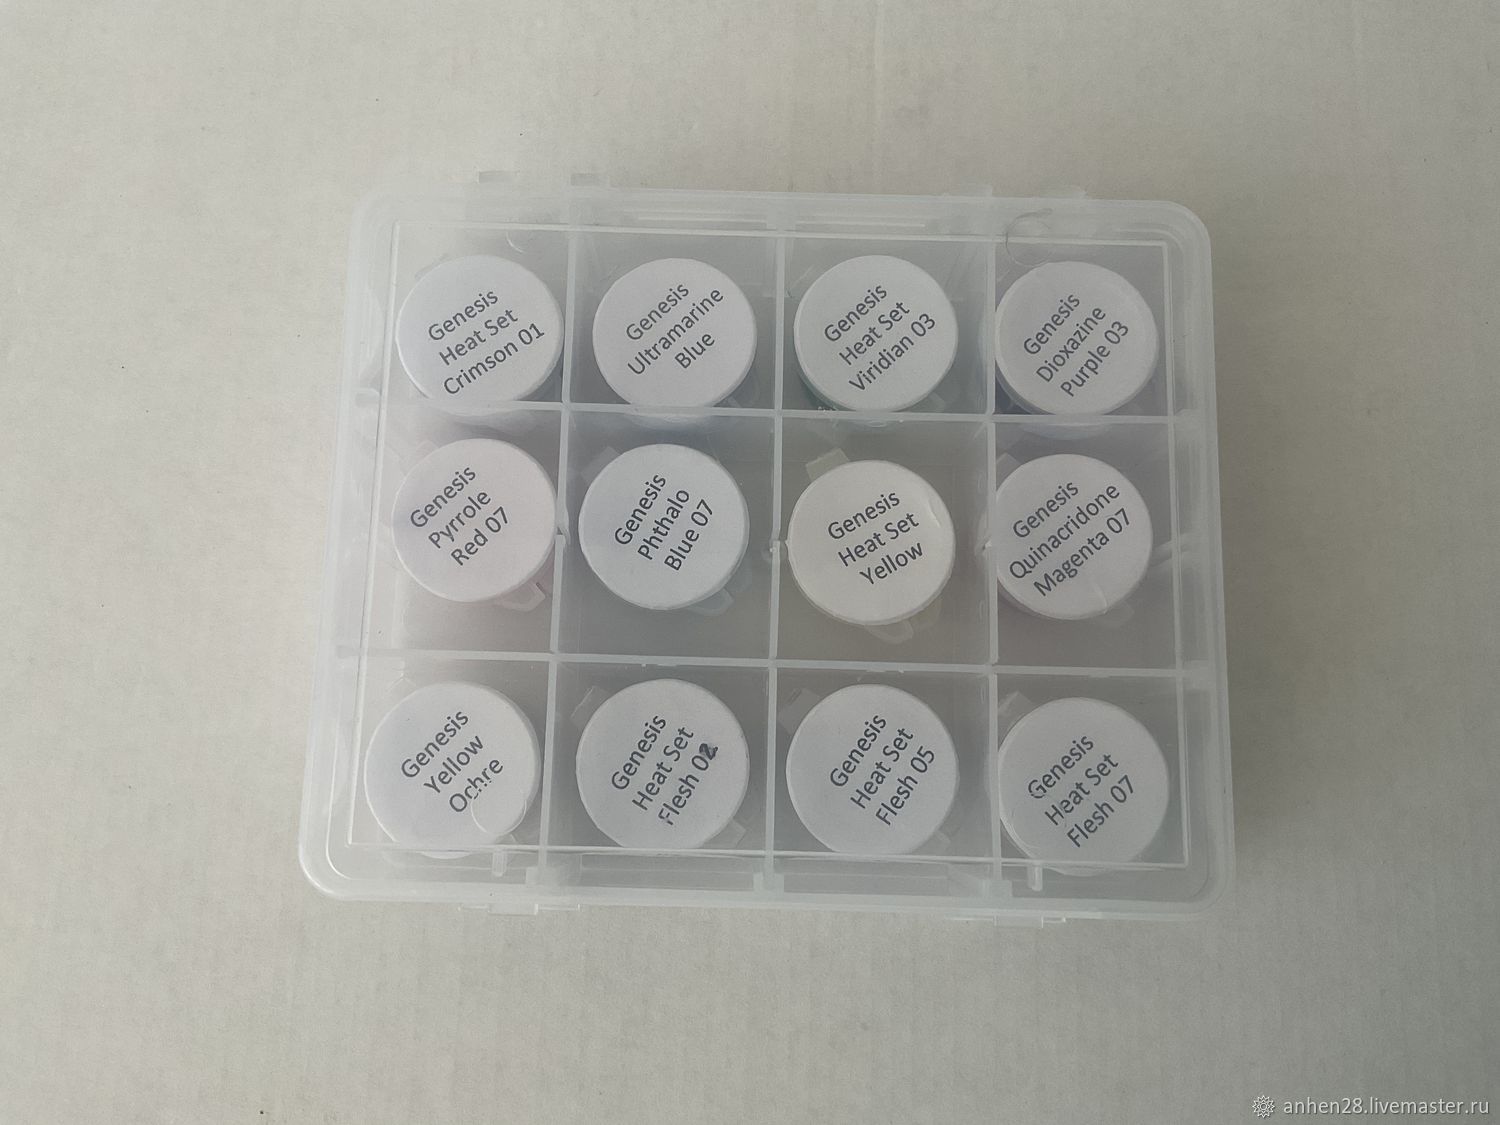 Genesis
Heat Set
Crimson 01
Genesis
Ultramarine
Blue
Genesis
Heat Set
Viridian 03
Genesis
Dioxazine
Purple 03
Genesis
Pyrrole
Red 07
Genesis
Phthalo
Blue 07
Genesis
Heat Set
Yellow
Genesis
Quinacridone
Magenta 07
Genesis
Yellow
Ochre
Genesis
Heat Set
Flesh 02
Genesis
Heat Set
Flesh 05
Genesis
Heat Set
Flesh 07
anhen28.livemaster.ru